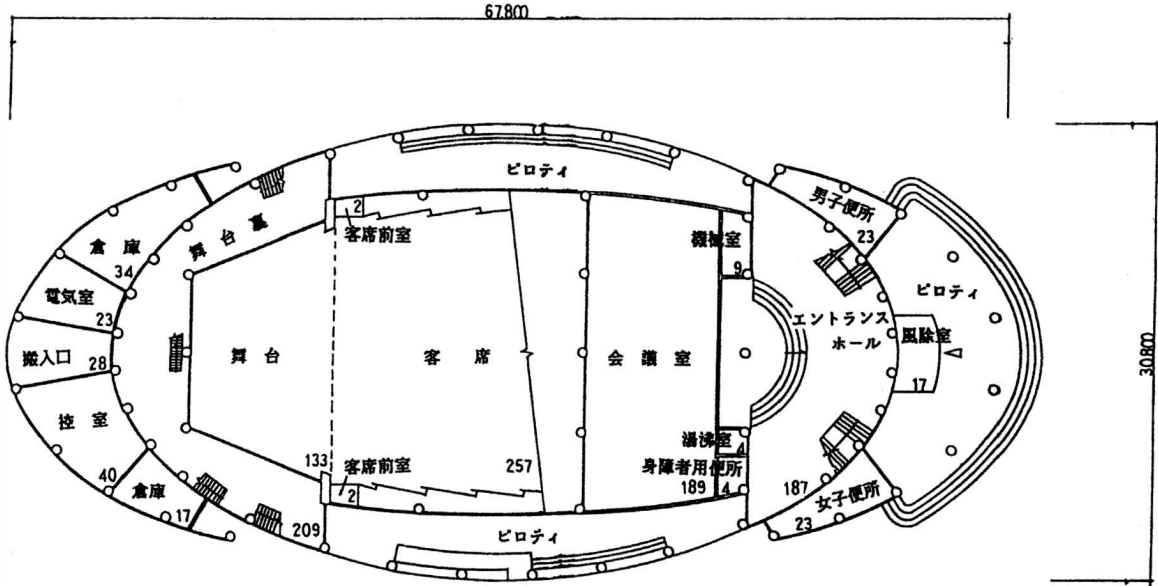 67.800
30.800
ピロティ
男子便所
23
舞台裏
2
客席前室
機械室
9
倉庫
34
電気室
23
搬入口
28
控室
40
倉庫
17
舞台
133
客席
257
会議室
189
エントランス
ホール
187
風除室
17
ピロティ
湯沸室
4
身障者用便所
4
客席前室
2
209
女子便所
23
ピロティ